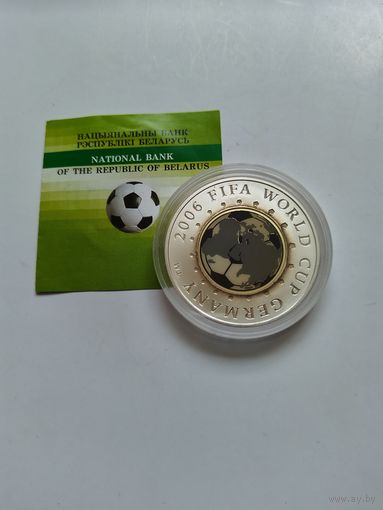 НАЦЫЯНАЛЬНЫ БАНК
РЭСПУБЛІКІ БЕЛАРУСЬ
NATIONAL BANK
OF THE REPUBLIC OF BELARUS
2006 FIFA WORLD CUP GERMANY
www.ay.by